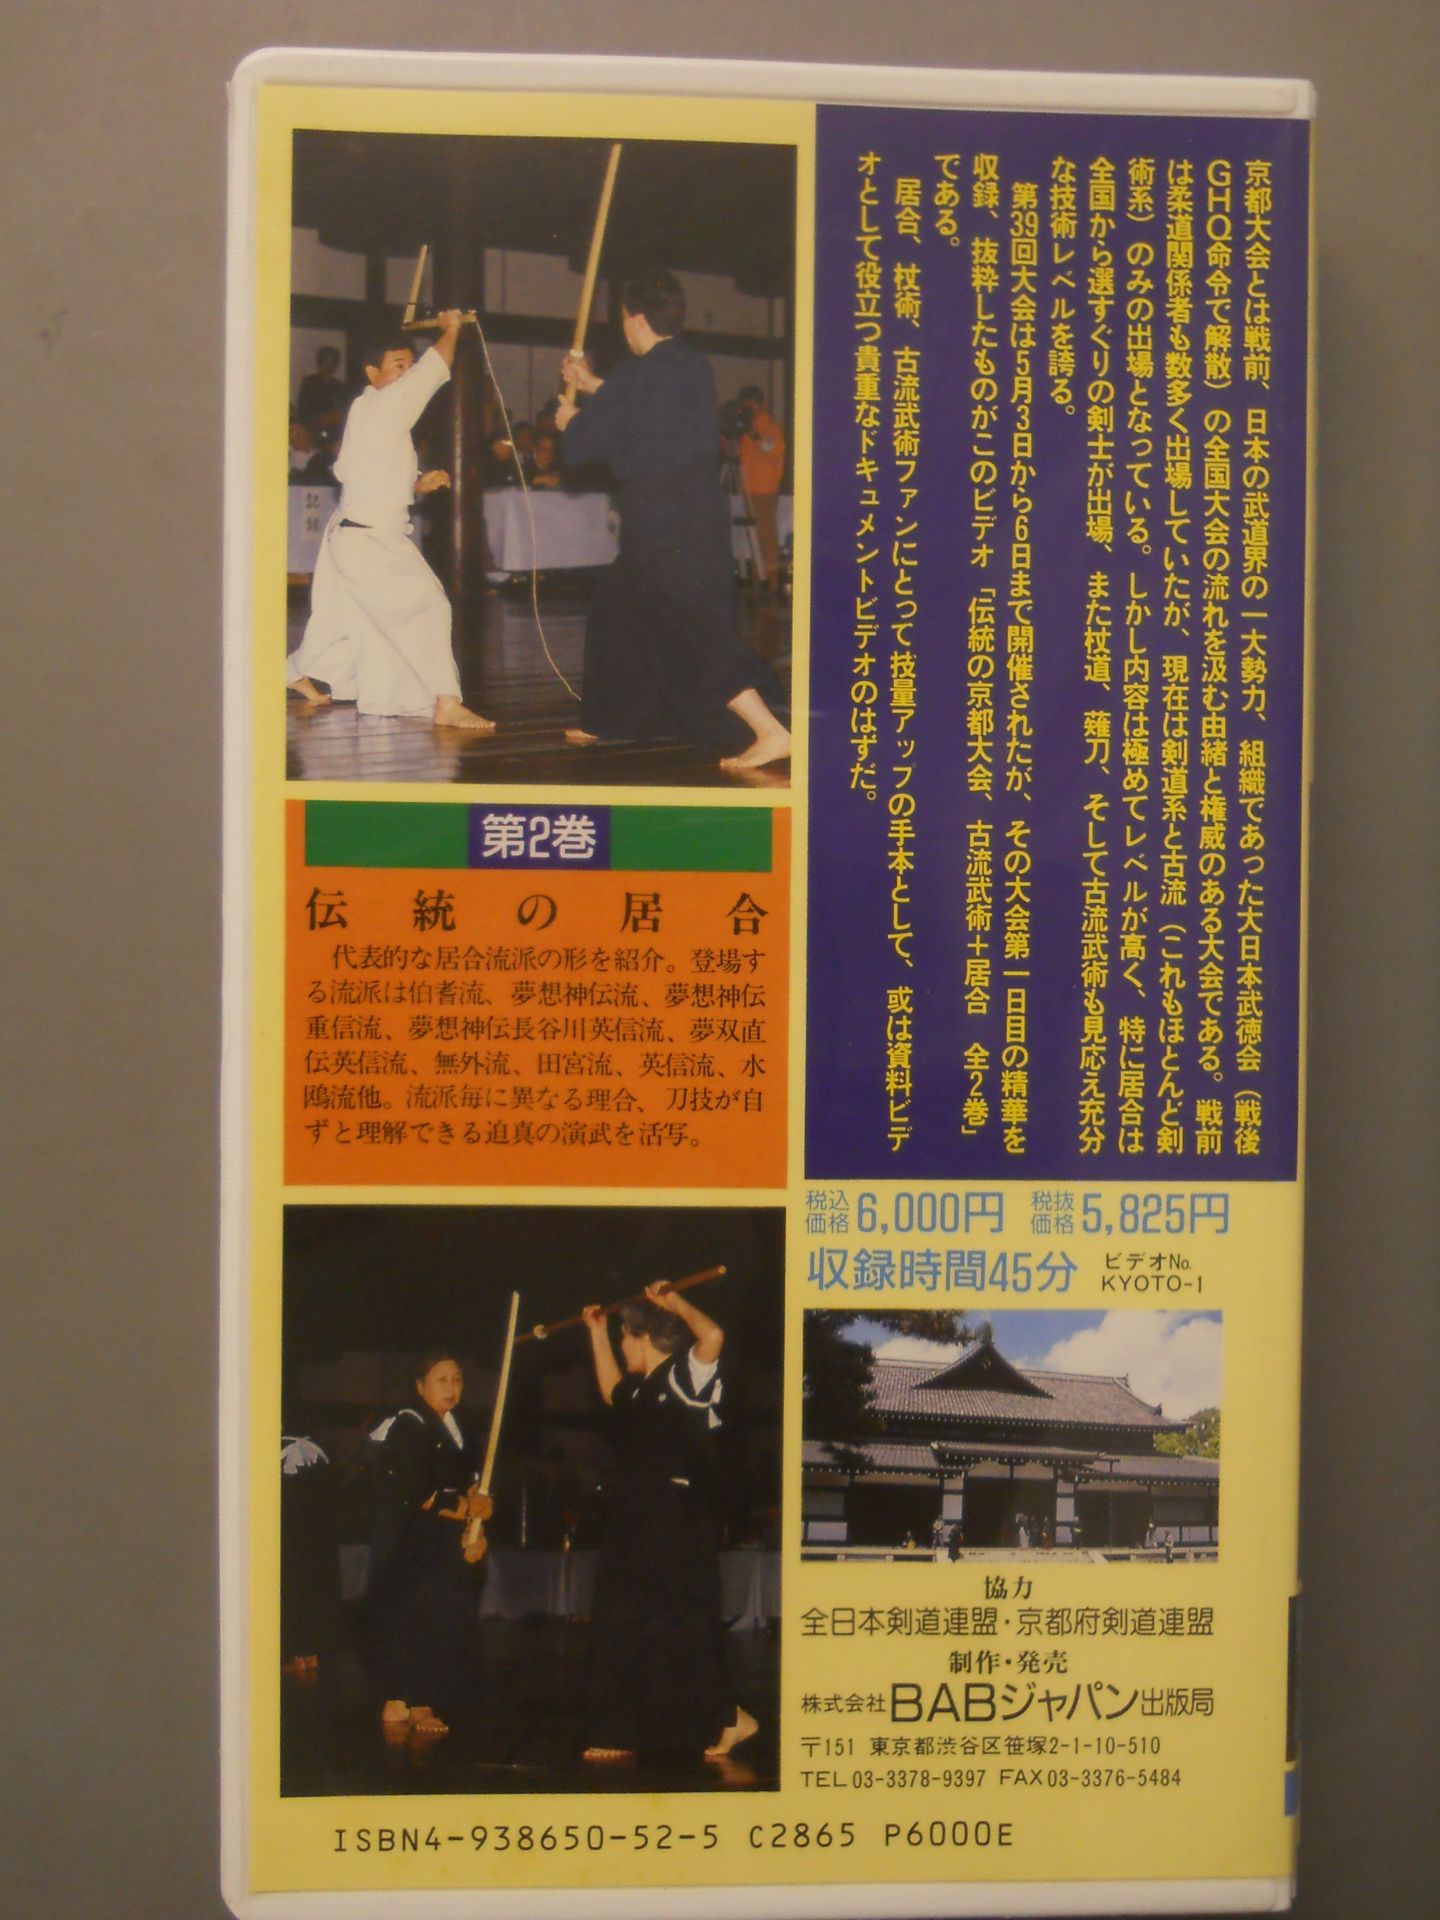 京都大会とは戦前、日本の武道界の一大勢力、組織であった大日本武徳会（戦後
GHQ命令で解散）の全国大会の流れを汲む由緒と権威のある大会である。戦前
は柔道関係者も数多く出場していたが、現在は剣道系と古流（これもほとんど剣
術系）のみの出場となっている。しかし内容は極めてレベルが高く、特に居合は
全国から選すぐりの剣士が出場、また杖道、薙刀、そして古流武術も見応え充分
な技術レベルを誇る。
第39回大会は5月3日から6日まで開催されたが、その大会第一日目の精華を
収録、抜粋したものがこのビデオ「伝統の京都大会、古流武術＋居合　全2巻」
である。
居合、杖術、古流武術ファンにとって技量アップの手本として、或は資料ビデ
オとして役立つ貴重なドキュメントビデオのはずだ。
記録
第2巻
伝統の居合
代表的な居合流派の形を紹介。登場す
る流派は伯耆流、夢想神伝流、夢想神伝
重信流、夢想神伝長谷川英信流、夢双直
伝英信流、無外流、田宮流、英信流、水
鴎流他。流派毎に異なる理合、刀技が自
ずと理解できる迫真の演武を活写。
税込価格6,000円　税抜価格5,825円
収録時間45分　ビデオNo. KYOTO-1
協力
全日本剣道連盟・京都府剣道連盟
制作・発売
株式会社BABジャパン出版局
〒151 東京都渋谷区笹塚2-1-10-510
TEL03-3378-9397 FAX03-3376-5484
ISBN4-938650-52-5 C2865 P6000E